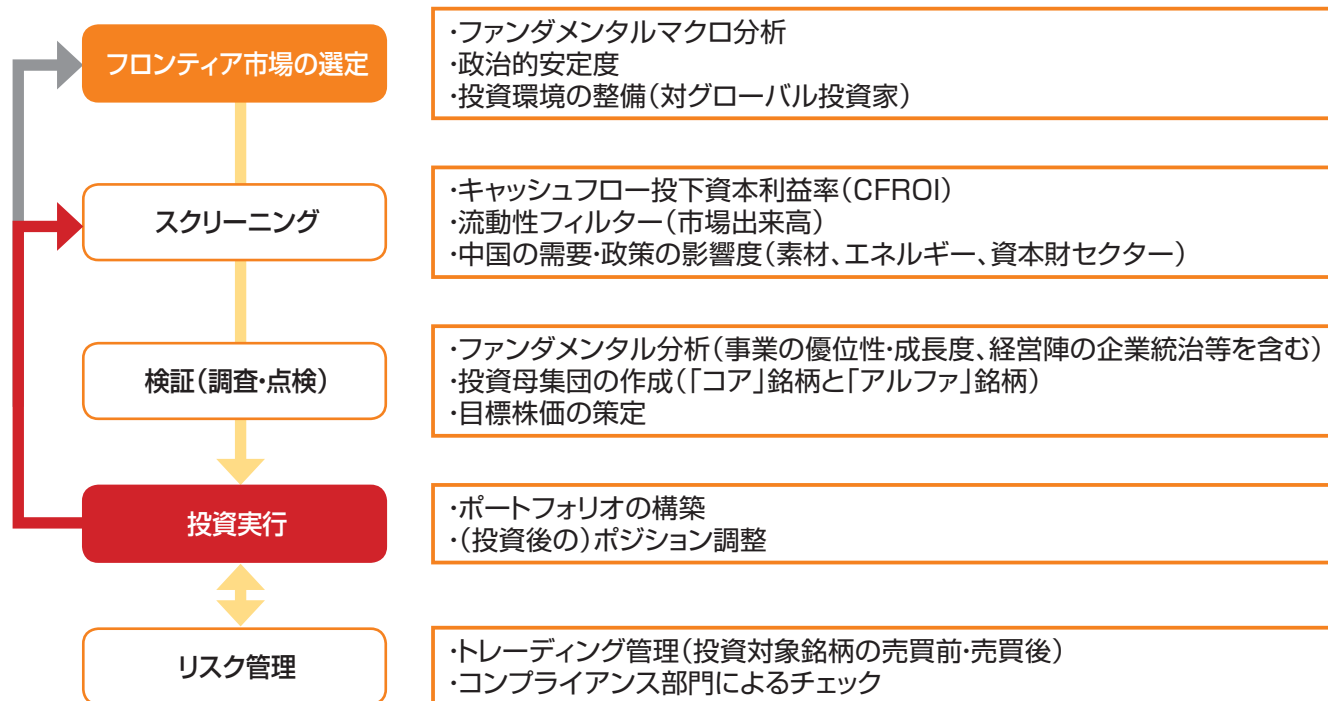 フロンティア市場の選定
・ファンダメンタルマクロ分析
・政治的安定度
・投資環境の整備（対グローバル投資家）
スクリーニング
・キャッシュフロー投下資本利益率（CFROI）
・流動性フィルター（市場出来高）
・中国の需要・政策の影響度（素材、エネルギー、資本財セクター）
検証（調査・点検）
・ファンダメンタル分析（事業の優位性・成長度、経営陣の企業統治等を含む）
・投資母集団の作成（「コア」銘柄と「アルファ」銘柄）
・目標株価の策定
投資実行
・ポートフォリオの構築
・（投資後の）ポジション調整
リスク管理
・トレーディング管理（投資対象銘柄の売買前・売買後）
・コンプライアンス部門によるチェック